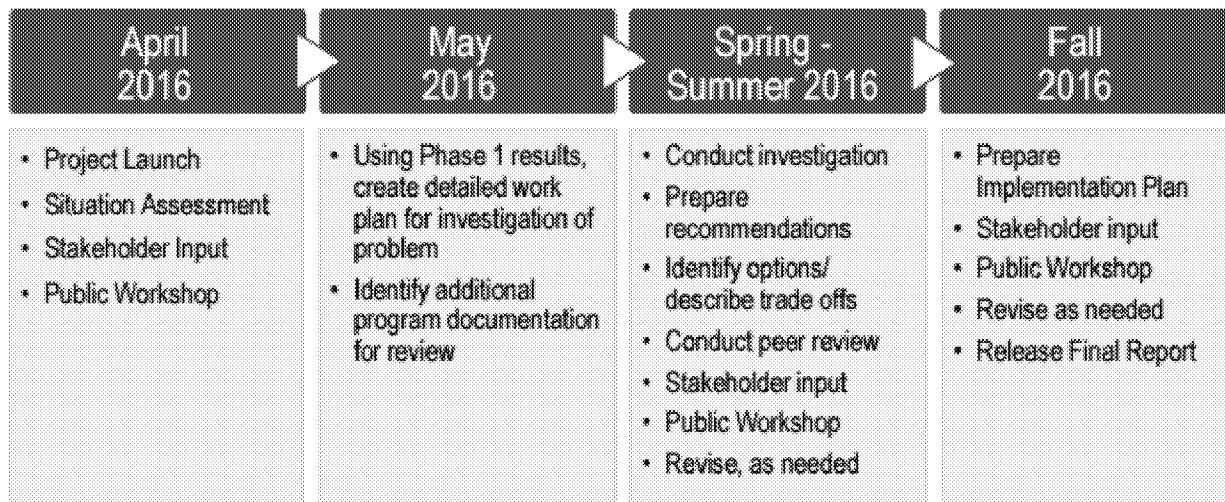 April
2016
• Project Launch
• Situation Assessment
• Stakeholder Input
• Public Workshop
May
2016
• Using Phase 1 results,
create detailed work
plan for investigation of
problem
• Identify additional
program documentation
for review
Spring -
Summer 2016
• Conduct investigation
• Prepare
recommendations
• Identify options/
describe trade offs
• Conduct peer review
• Stakeholder input
• Public Workshop
• Revise, as needed
Fall
2016
• Prepare
Implementation Plan
• Stakeholder input
• Public Workshop
• Revise as needed
• Release Final Report